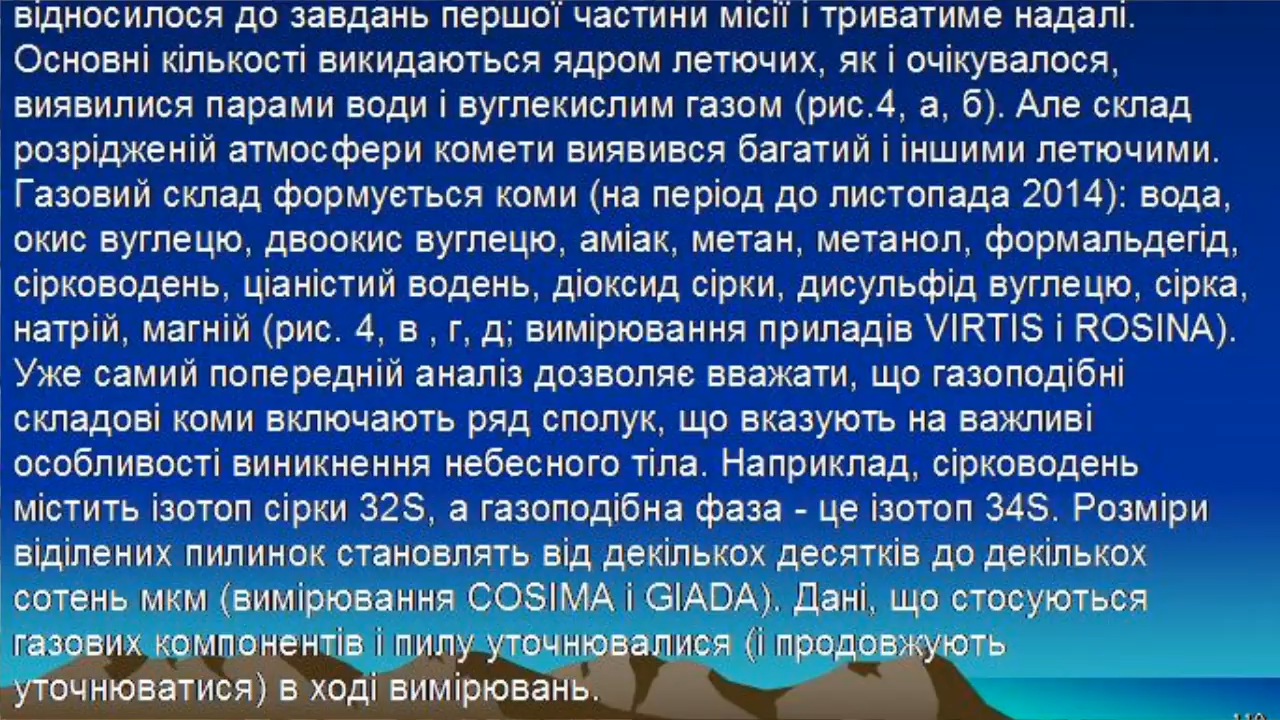 відносилося до завдань першої частини місії і триватиме надалі.
Основні кількості викидаються ядром летючих, як і очікувалося,
виявилися парами води і вуглекислим газом (рис.4, а, б). Але склад
розрідженій атмосфери комети виявився багатий і іншими летючими.
Газовий склад формується коми (на період до листопада 2014): вода,
окис вуглецю, двоокис вуглецю, аміак, метан, метанол, формальдегід,
сірководень, ціаністий водень, діоксид сірки, дисульфід вуглецю, сірка,
натрій, магній (рис. 4, в , г, д; вимірювання приладів VIRTIS і ROSINA).
Уже самий попередній аналіз дозволяє вважати, що газоподібні
складові коми включають ряд сполук, що вказують на важливі
особливості виникнення небесного тіла. Наприклад, сірководень
містить ізотоп сірки 32S, а газоподібна фаза - це ізотоп 34S. Розміри
віділених пилинок становлять від декількох десятків до декількох
сотень мкм (вимірювання COSIMA і GIADA). Дані, що стосуються
газових компонентів і пилу уточнювалися (і продовжують
уточнюватися) в ході вимірювань.